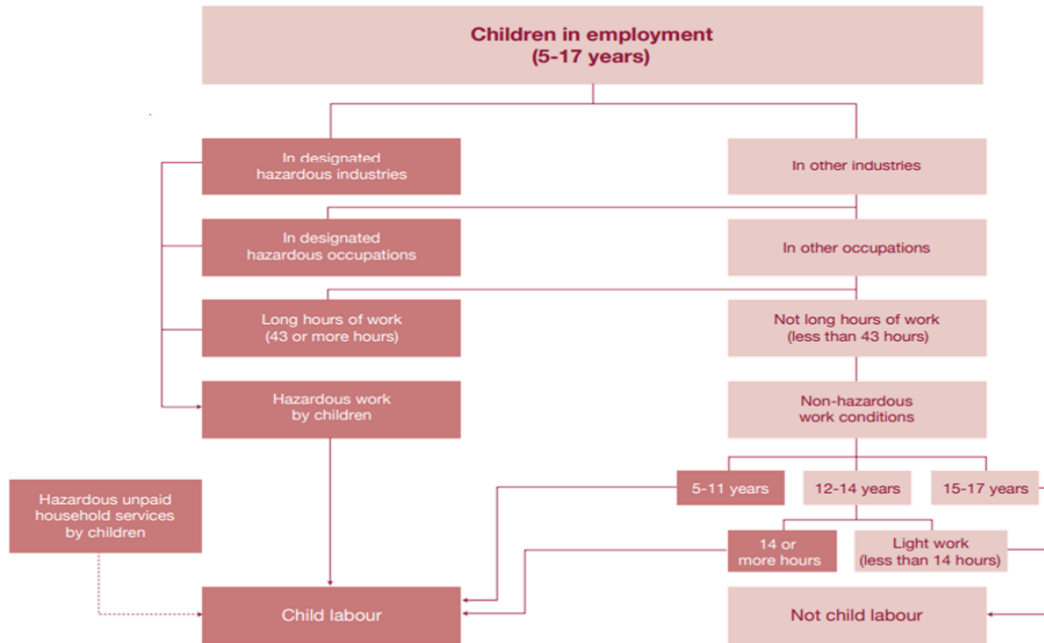 Children in employment
(5-17 years)
In designated
hazardous industries
In other industries
In designated
hazardous occupations
In other occupations
Long hours of work
(43 or more hours)
Not long hours of work
(less than 43 hours)
Hazardous work
by children
Non-hazardous
work conditions
Hazardous unpaid
household services
by children
5-11 years
12-14 years
15-17 years
14 or
more hours
Light work
(less than 14 hours)
Child labour
Not child labour